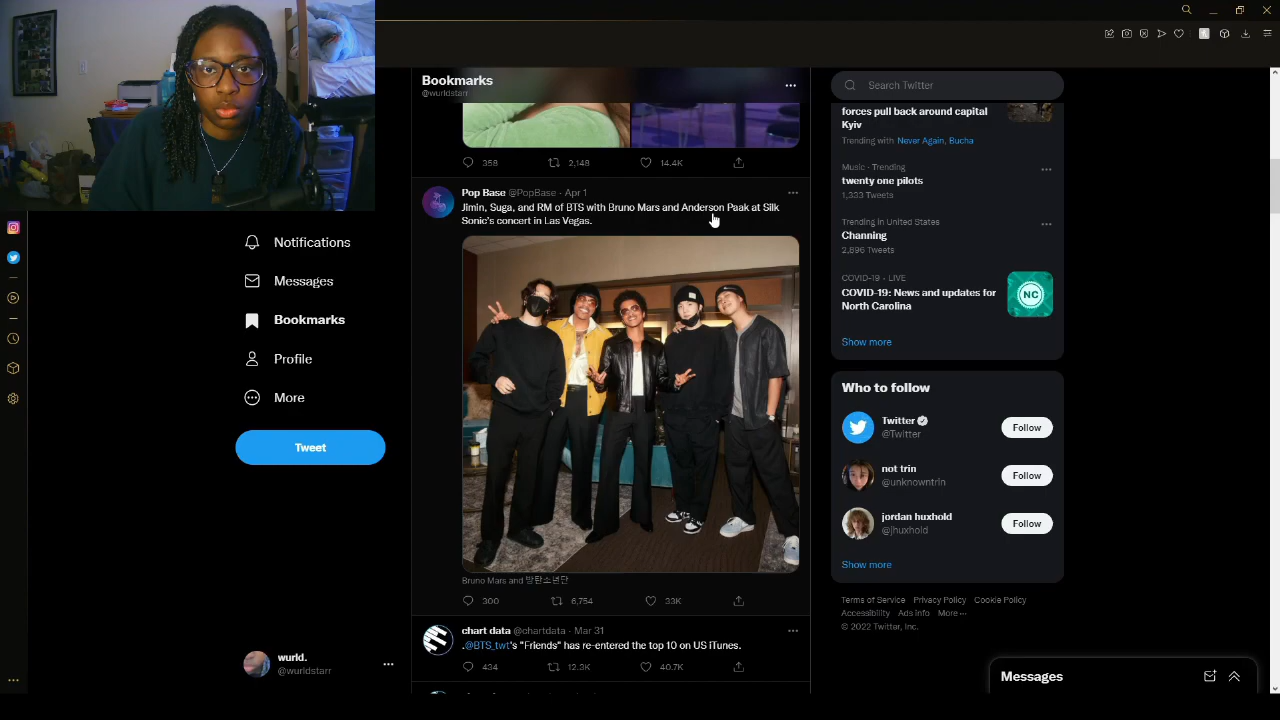 Bookmarks
@wurldstarr
358
2,148
14.4K
Pop Base @PopBase · Apr 1
Jimin, Suga, and RM of BTS with Bruno Mars and Anderson Paak at Silk
Sonic's concert in Las Vegas.
Bruno Mars and 방탄소년단
300
6,754
33K
chart data @chartdata · Mar 31
.@BTS_twt's "Friends" has re-entered the top 10 on US iTunes.
434
12.3K
40.7K
Notifications
Messages
Bookmarks
Profile
More
Tweet
wurld.
@wurldstarr
Search Twitter
forces pull back around capital
Kyiv
Trending with Never Again, Bucha
Music · Trending
twenty one pilots
1,333 Tweets
Trending in United States
Channing
2,896 Tweets
COVID-19 · LIVE
COVID-19: News and updates for
North Carolina
NC
Show more
Who to follow
Twitter
@Twitter
Follow
not trin
@unknowntrin
Follow
jordan huxhold
@jhuxhold
Follow
Show more
Terms of Service Privacy Policy Cookie Policy
Accessibility Ads info More ···
© 2022 Twitter, Inc.
Messages